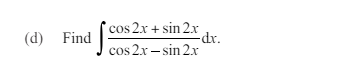 (d) Find ∫ (cos 2x + sin 2x)/(cos 2x − sin 2x) dx.